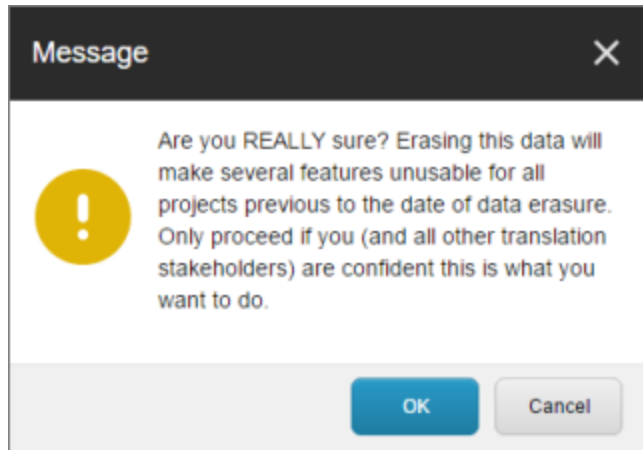 Message
Are you REALLY sure? Erasing this data will
make several features unusable for all
projects previous to the date of data erasure.
Only proceed if you (and all other translation
stakeholders) are confident this is what you
want to do.
OK
Cancel